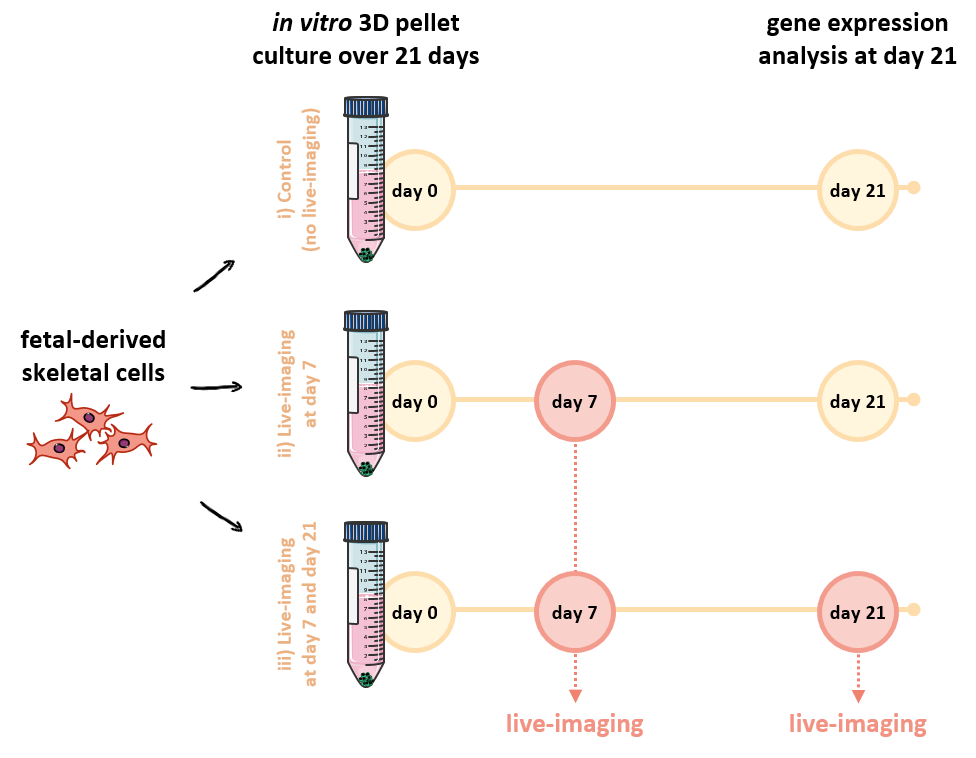 in vitro 3D pellet
culture over 21 days
gene expression
analysis at day 21
i) Control
(no live-imaging)
day 0
day 21
fetal-derived
skeletal cells
ii) Live-imaging
at day 7
day 0
day 7
day 21
iii) Live-imaging
at day 7 and day 21
day 0
day 7
day 21
live-imaging
live-imaging